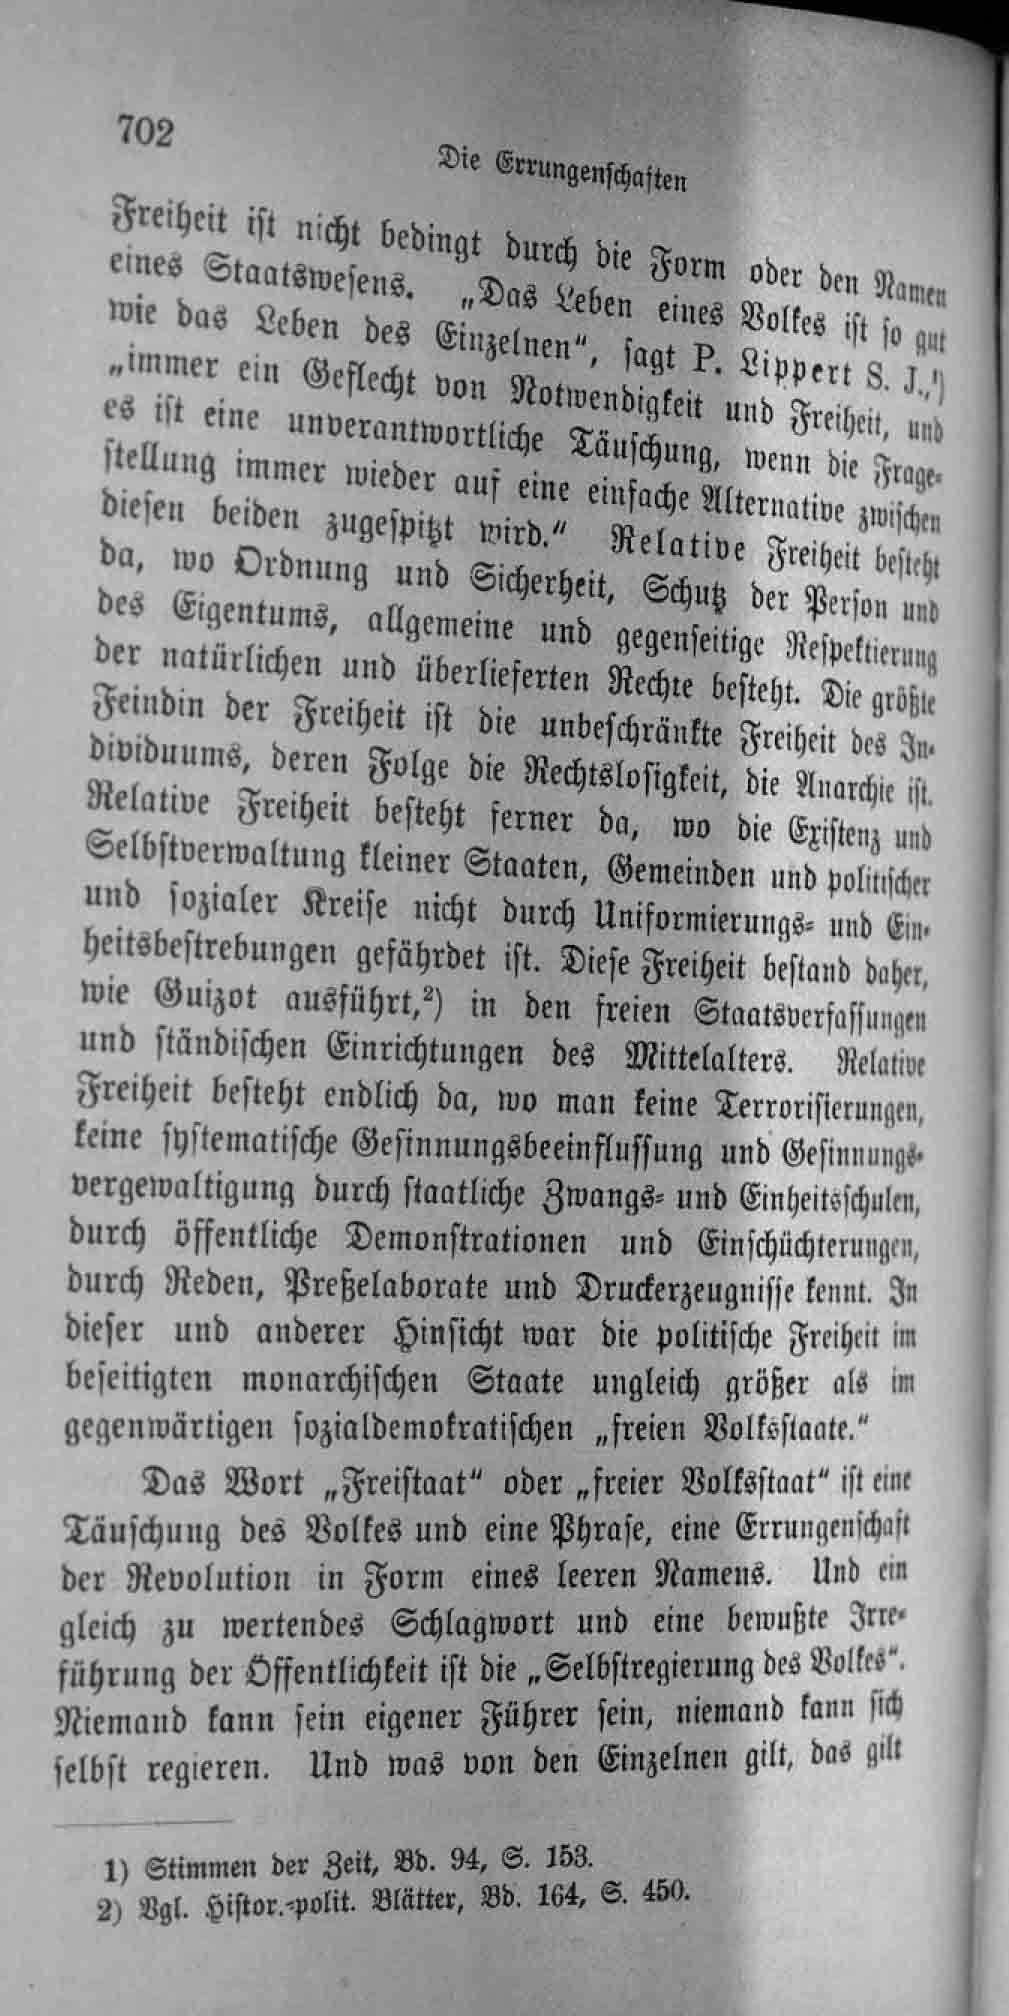 702
Die Errungenschaften
Freiheit ist nicht bedingt durch die Form oder den Namen
eines Staatswesens. „Das Leben eines Volkes ist so gut
wie das Leben des Einzelnen“, sagt P. Lippert S. J.,¹)
„immer ein Geflecht von Notwendigkeit und Freiheit, und
es ist eine unverantwortliche Täuschung, wenn die Frage-
stellung immer wieder auf eine einfache Alternative zwischen
diesen beiden zugespitzt wird.“ Relative Freiheit besteht
da, wo Ordnung und Sicherheit, Schutz der Person und
des Eigentums, allgemeine und gegenseitige Respektierung
der natürlichen und überlieferten Rechte besteht. Die größte
Feindin der Freiheit ist die unbeschränkte Freiheit des In-
dividuums, deren Folge die Rechtslosigkeit, die Anarchie ist.
Relative Freiheit besteht ferner da, wo die Existenz und
Selbstverwaltung kleiner Staaten, Gemeinden und politischer
und sozialer Kreise nicht durch Uniformierungs- und Ein-
heitsbestrebungen gefährdet ist. Diese Freiheit bestand daher,
wie Guizot ausführt,²) in den freien Staatsverfassungen
und ständischen Einrichtungen des Mittelalters. Relative
Freiheit besteht endlich da, wo man keine Terrorisierungen,
keine systematische Gesinnungsbeeinflussung und Gesinnungs-
vergewaltigung durch staatliche Zwangs- und Einheitsschulen,
durch öffentliche Demonstrationen und Einschüchterungen,
durch Reden, Preßelaborate und Druckerzeugnisse kennt. In
dieser und anderer Hinsicht war die politische Freiheit im
beseitigten monarchischen Staate ungleich größer als im
gegenwärtigen sozialdemokratischen „freien Volksstaate.“
Das Wort „Freistaat“ oder „freier Volksstaat“ ist eine
Täuschung des Volkes und eine Phrase, eine Errungenschaft
der Revolution in Form eines leeren Namens. Und ein
gleich zu wertendes Schlagwort und eine bewußte Irre-
führung der Öffentlichkeit ist die „Selbstregierung des Volkes“.
Niemand kann sein eigener Führer sein, niemand kann sich
selbst regieren. Und was von den Einzelnen gilt, das gilt
1) Stimmen der Zeit, Bd. 94, S. 153.
2) Vgl. Histor.-polit. Blätter, Bd. 164, S. 450.